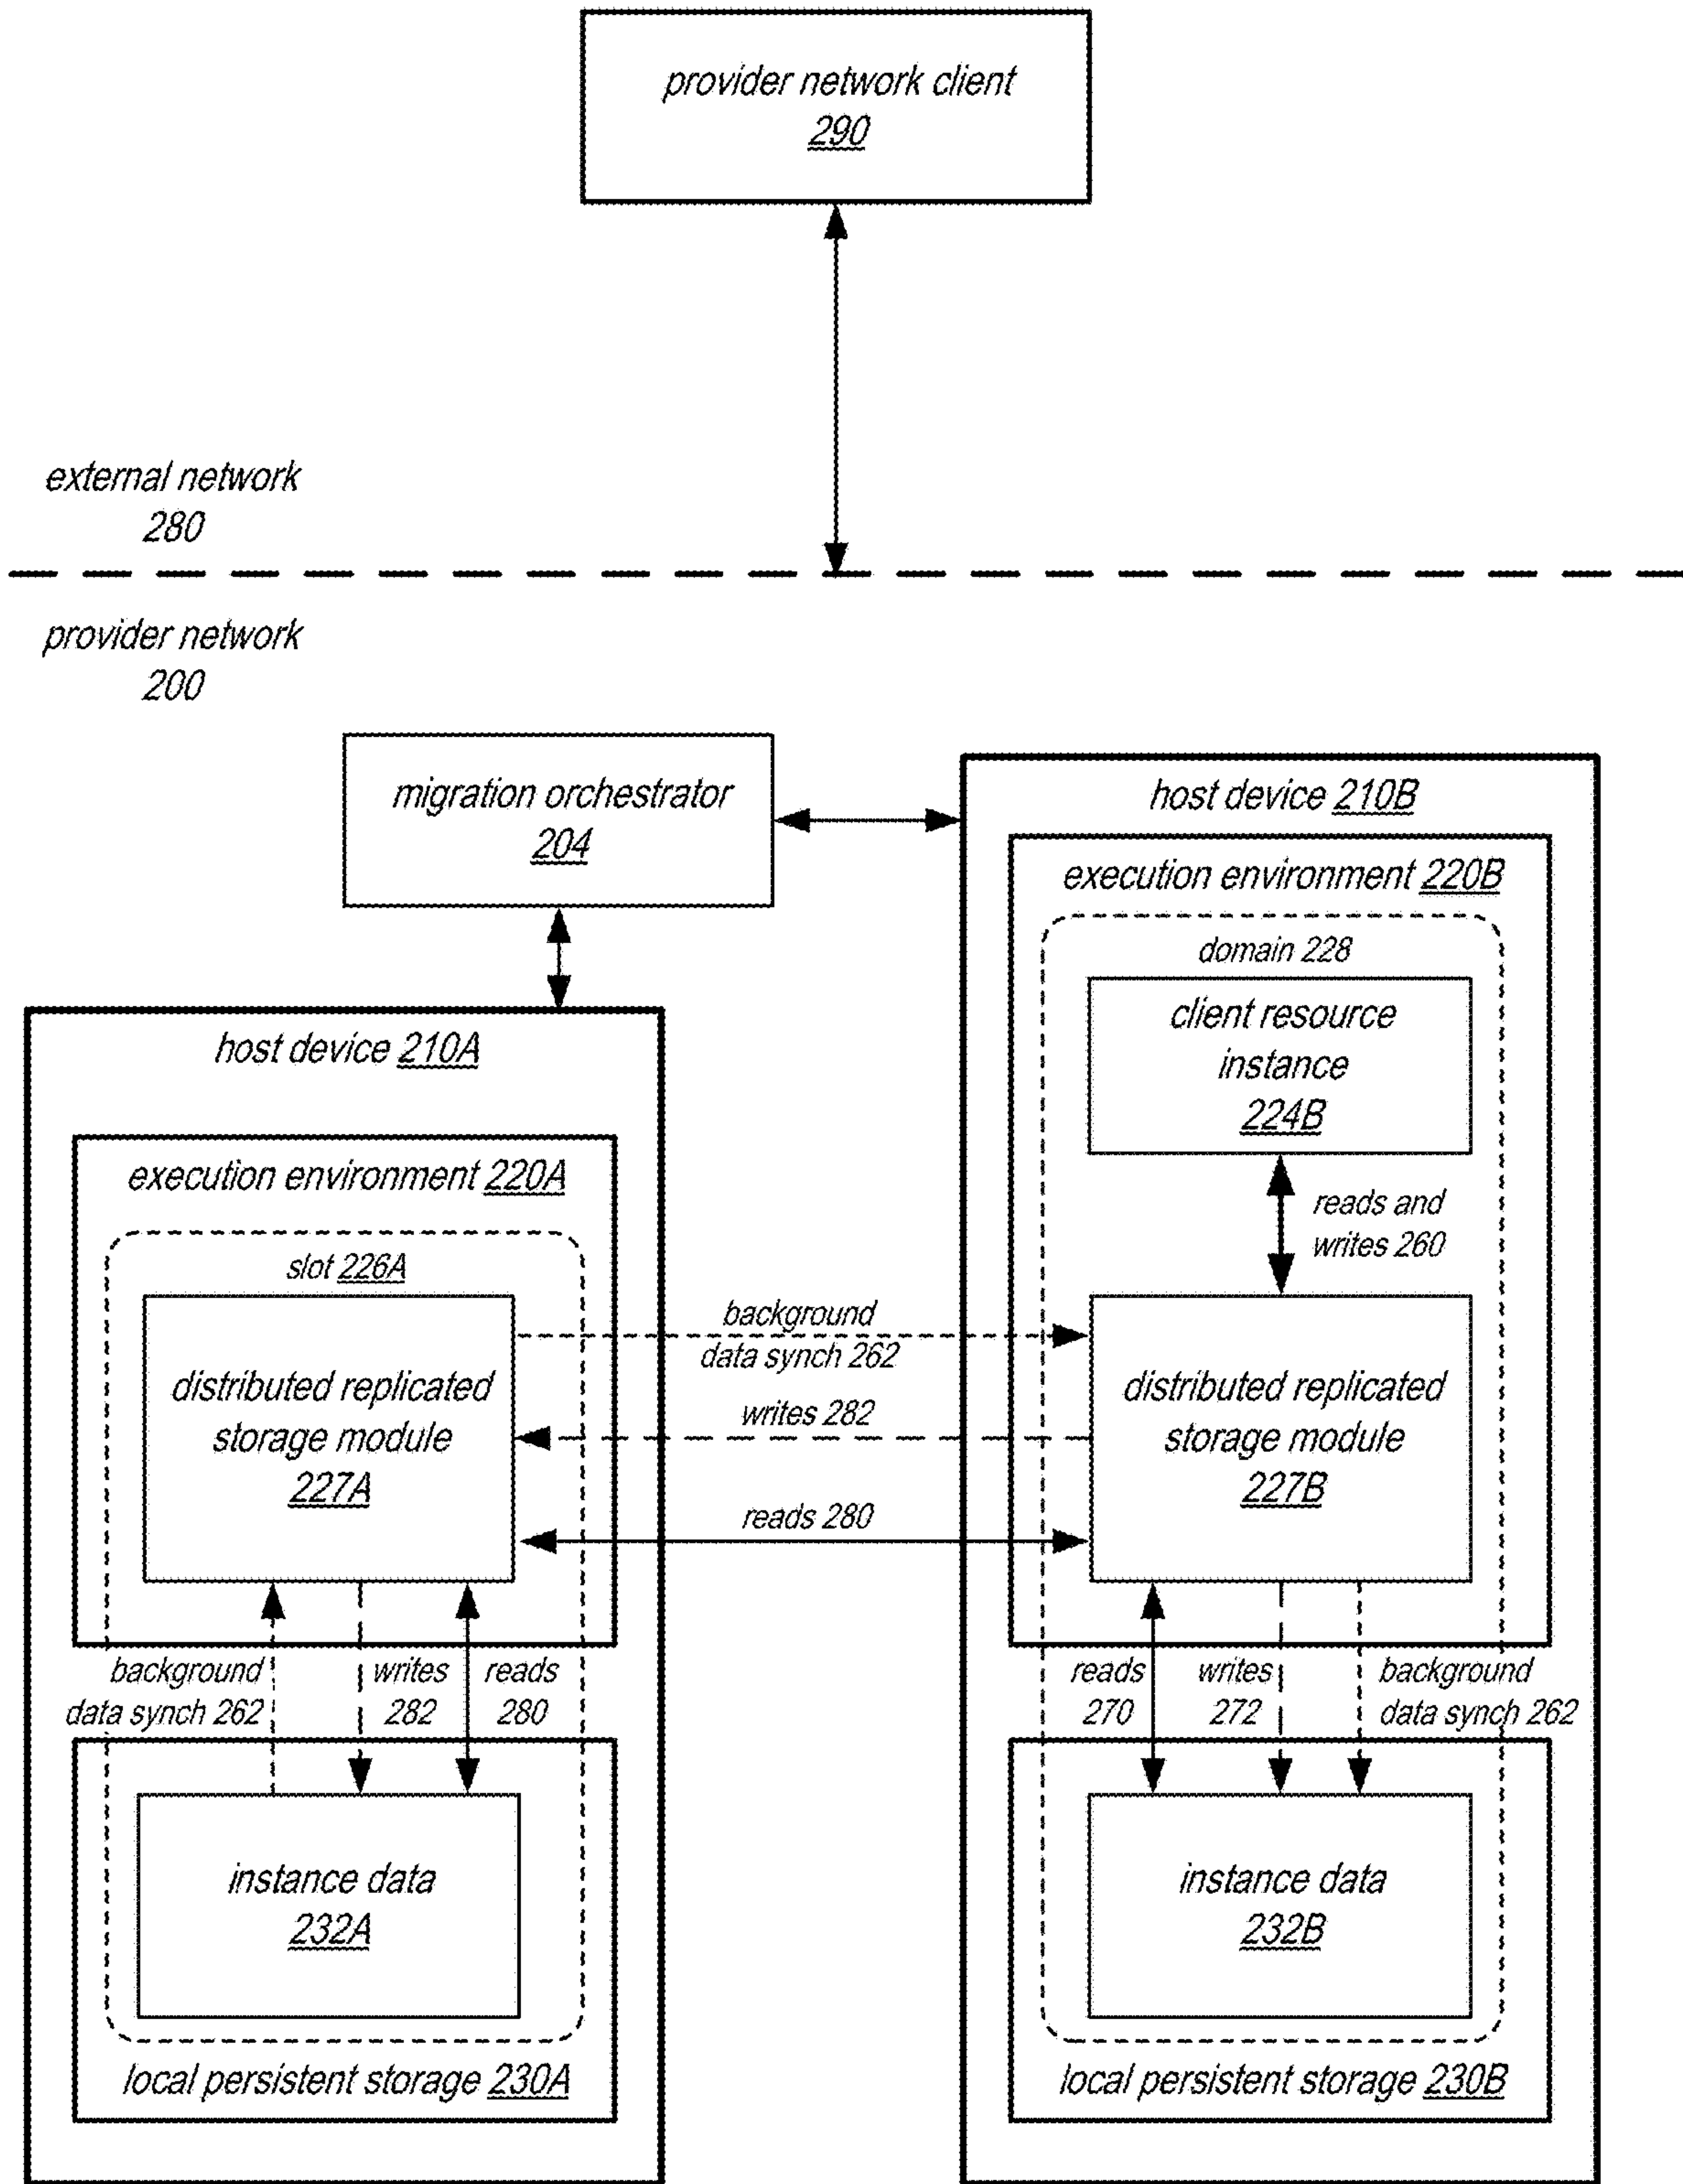 provider network client
290
external network
280
provider network
200
migration orchestrator
204
host device 210B
execution environment 220B
domain 228
client resource
instance
224B
reads and
writes 260
host device 210A
execution environment 220A
slot 226A
distributed replicated
storage module
227A
background
data synch 262
writes 282
reads 280
distributed replicated
storage module
227B
background
data synch 262
writes
282
reads
280
reads
270
writes
272
background
data synch 262
instance data
232A
local persistent storage 230A
instance data
232B
local persistent storage 230B